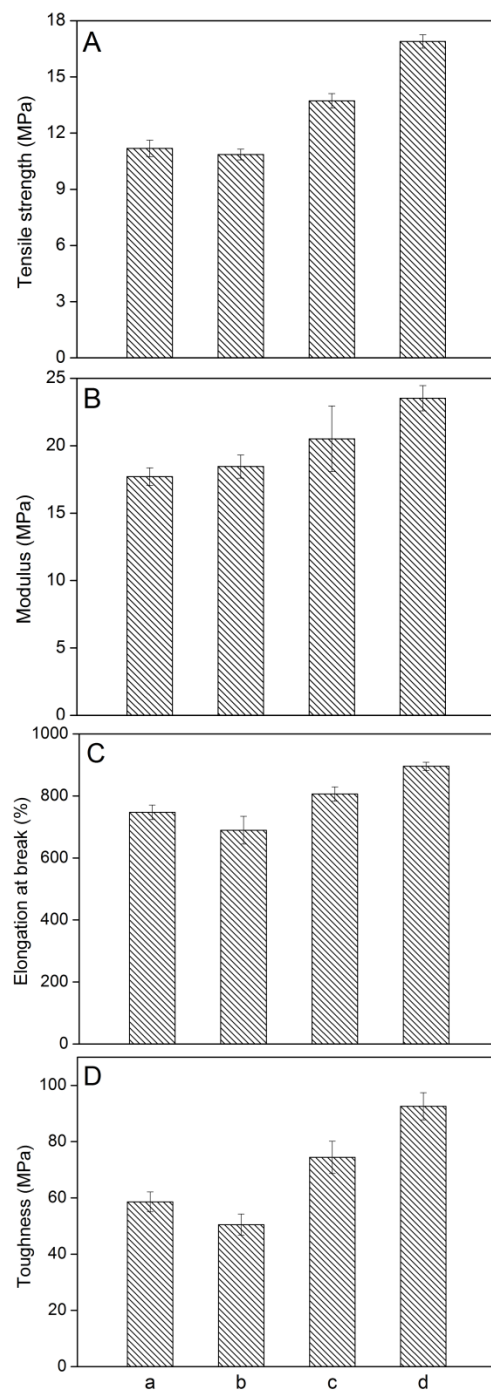 A
Tensile strength (MPa)
18
15
12
9
6
3
0
B
Modulus (MPa)
25
20
15
10
5
0
C
Elongation at break (%)
1000
800
600
400
200
0
D
Toughness (MPa)
100
80
60
40
20
0
a b c d